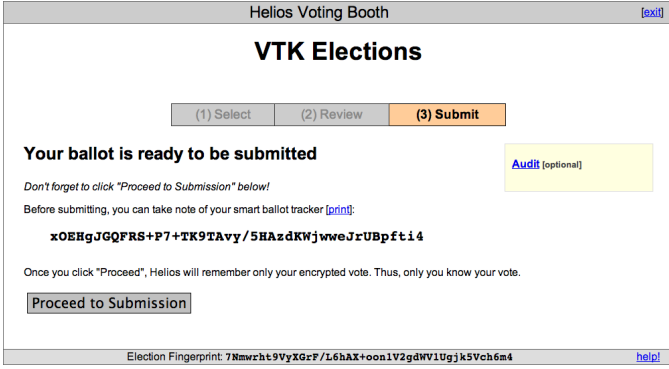 Helios Voting Booth [exit]
VTK Elections
(1) Select (2) Review (3) Submit
Your ballot is ready to be submitted
Audit [optional]
Don't forget to click "Proceed to Submission" below!
Before submitting, you can take note of your smart ballot tracker [print]:
xOEHgJGQFRS+P7+TK9TAvy/5HAzdKWjwweJrUBpfti4
Once you click "Proceed", Helios will remember only your encrypted vote. Thus, only you know your vote.
Proceed to Submission
Election Fingerprint: 7Nmwrht9VyXGrF/L6hAX+oon1V2gdWV1Ugjk5Vch6m4 help!